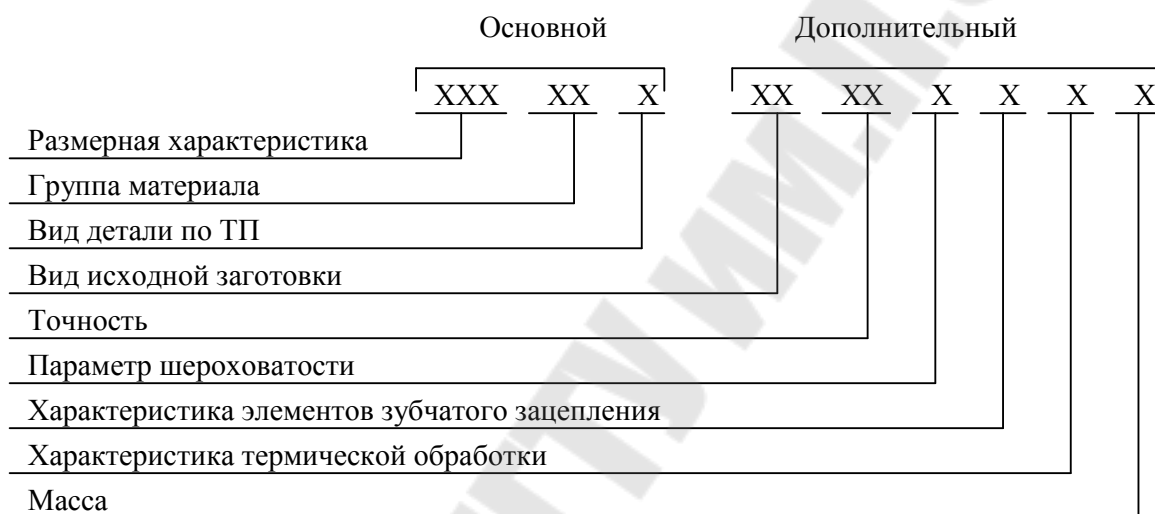 Основной Дополнительный
XXX XX X XX XX X X X X
Размерная характеристика
Группа материала
Вид детали по ТП
Вид исходной заготовки
Точность
Параметр шероховатости
Характеристика элементов зубчатого зацепления
Характеристика термической обработки
Масса